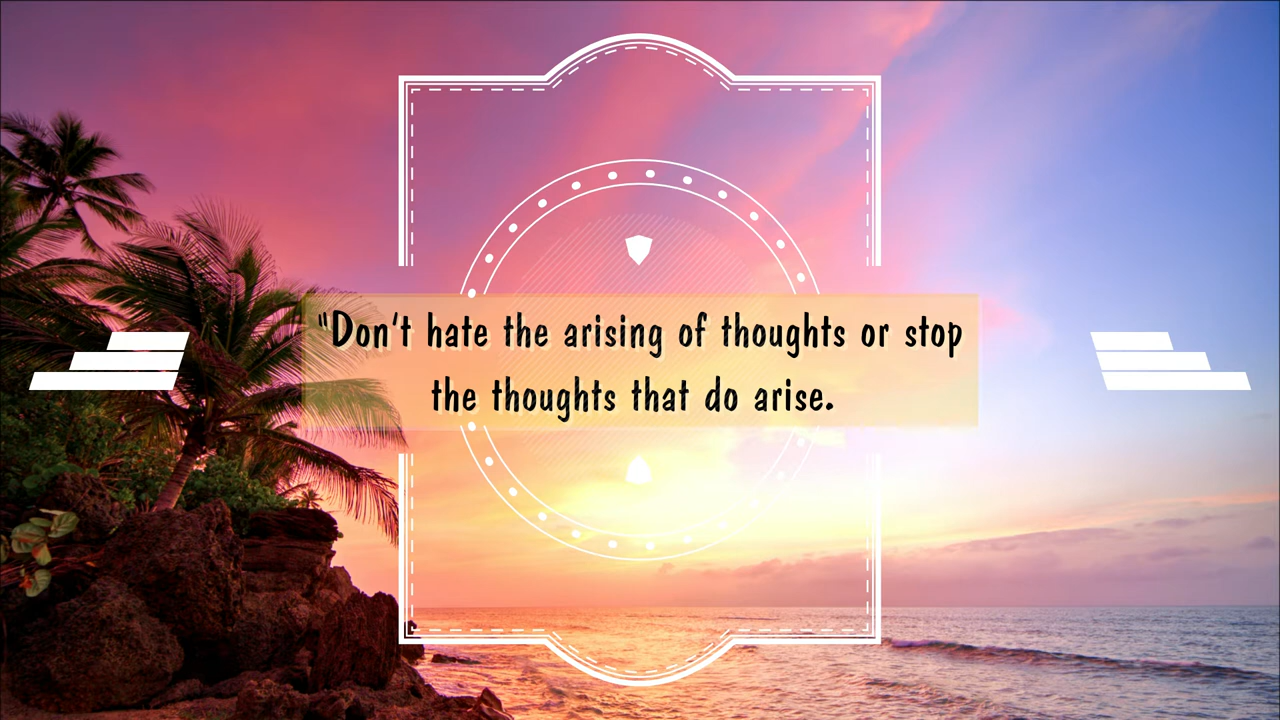 “Don't hate the arising of thoughts or stop
the thoughts that do arise.